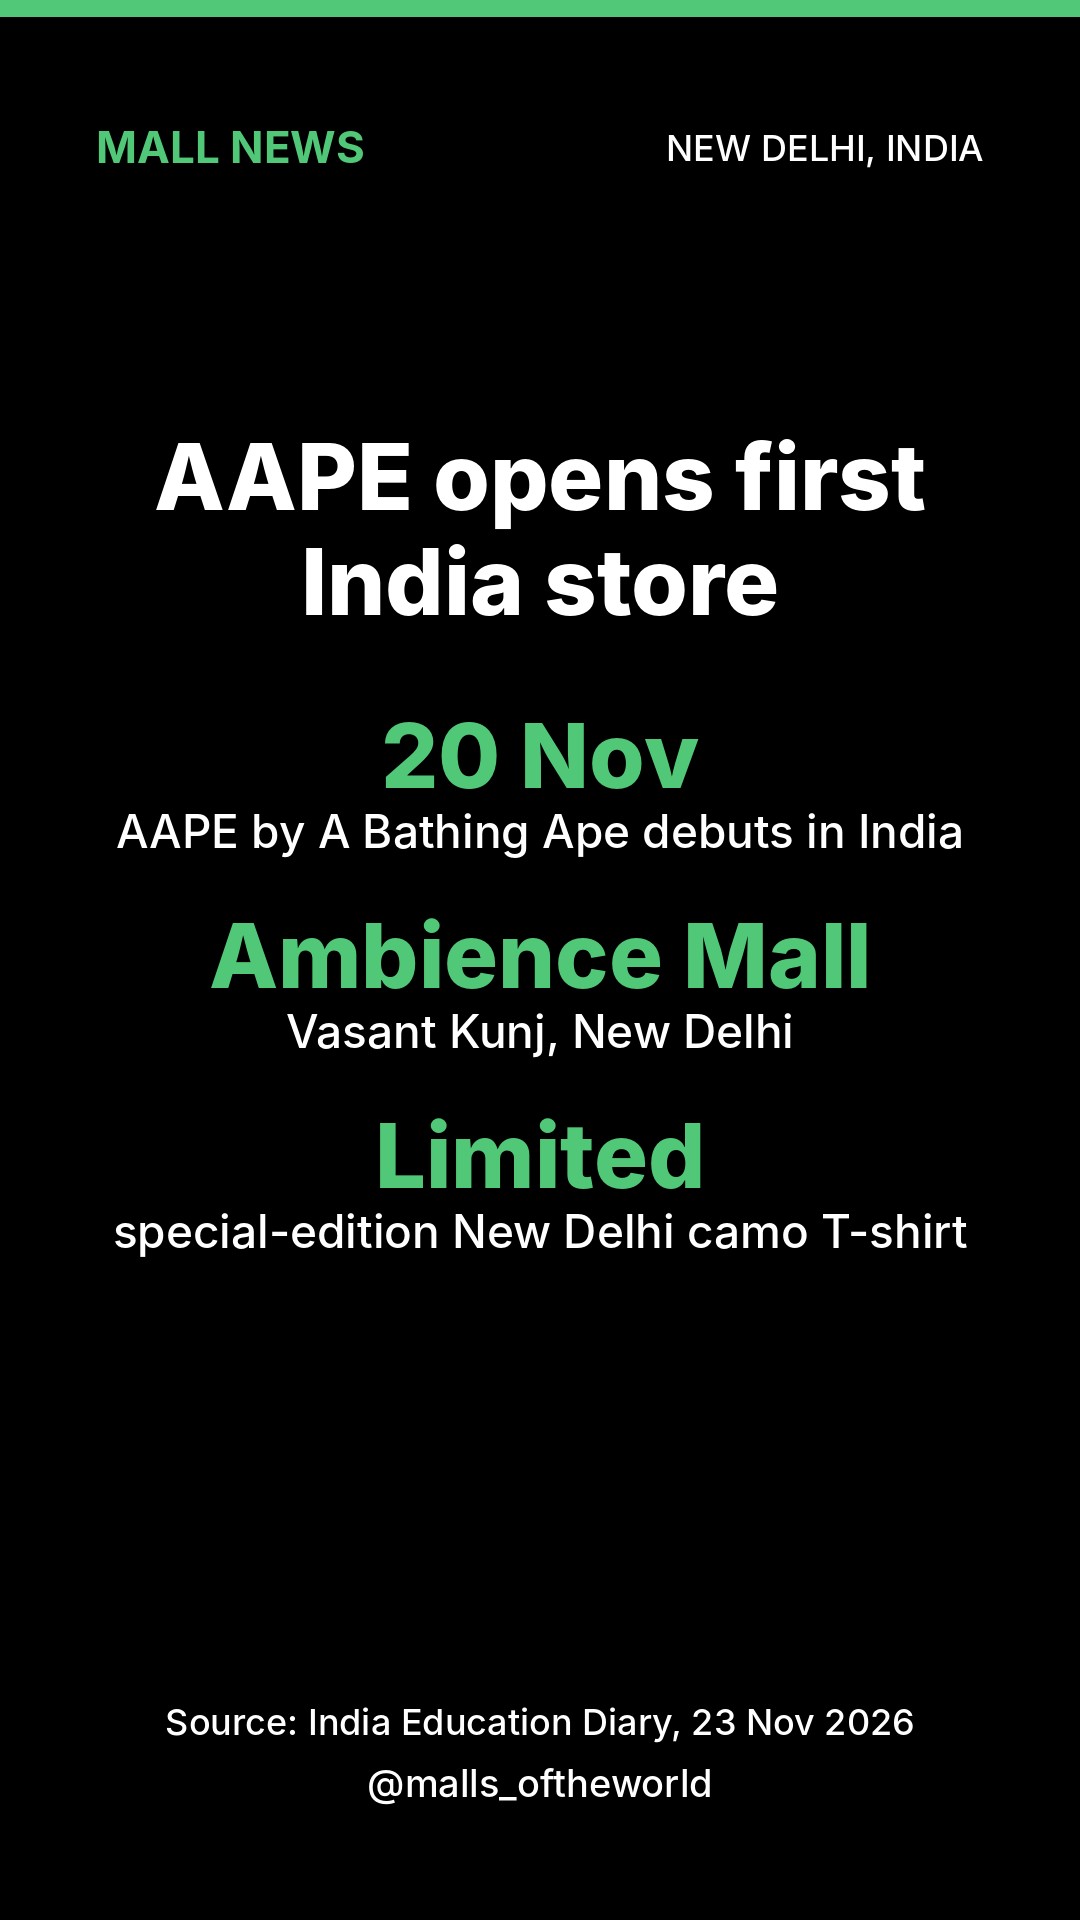 MALL NEWS
NEW DELHI, INDIA
AAPE opens first
India store
20 Nov
AAPE by A Bathing Ape debuts in India
Ambience Mall
Vasant Kunj, New Delhi
Limited
special-edition New Delhi camo T-shirt
Source: India Education Diary, 23 Nov 2026
@malls_oftheworld